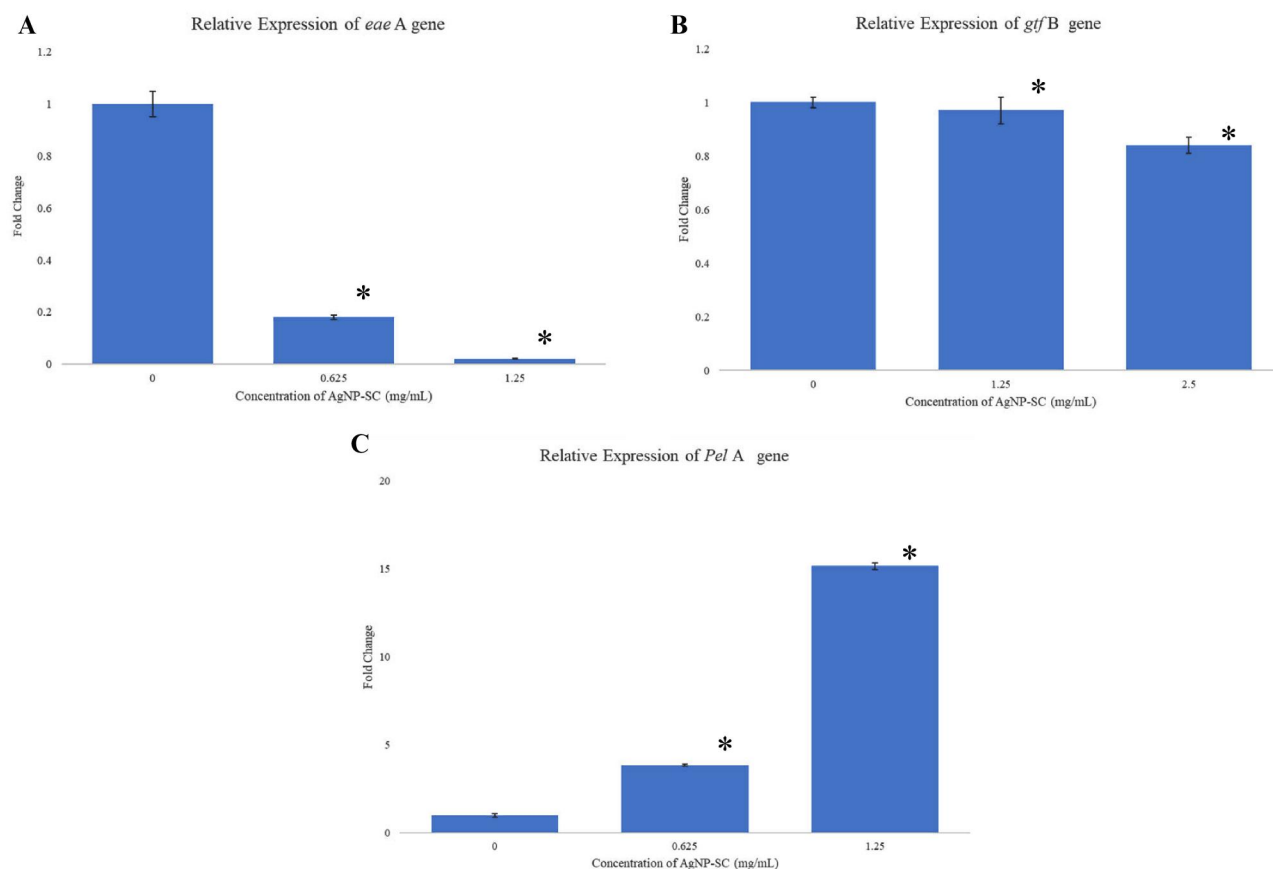 A
Relative Expression of eae A gene
1.2
1
0.8
0.6
0.4
0.2
0
Fold Change
*
*
0
0.625
1.25
Concentration of AgNP-SC (mg/mL)
B
Relative Expression of gtf B gene
1.2
1
0.8
0.6
0.4
0.2
0
Fold Change
*
*
0
1.25
2.5
Concentration of AgNP-SC (mg/mL)
C
Relative Expression of Pel A gene
20
15
10
5
0
Fold Change
*
*
0
0.625
1.25
Concentration of AgNP-SC (mg/mL)